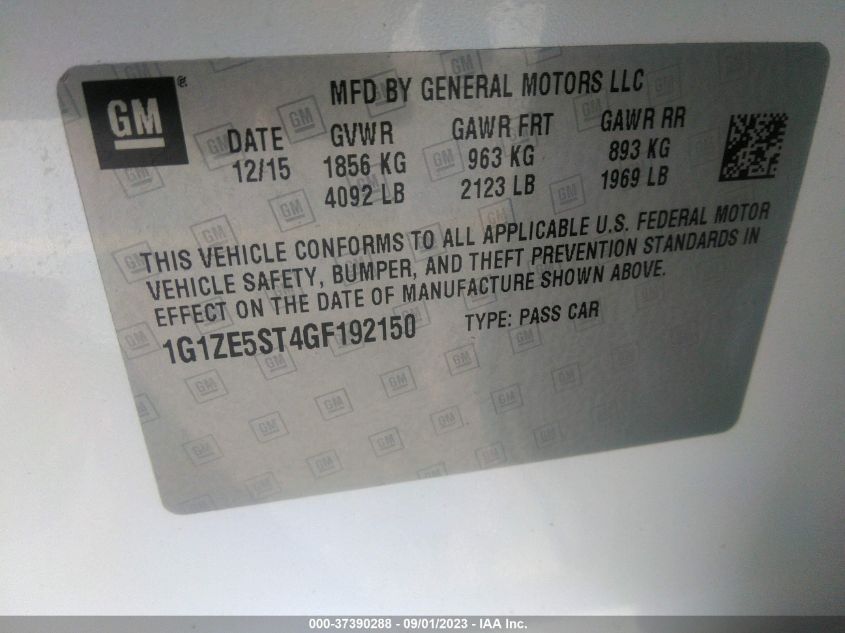 GM ®
MFD BY GENERAL MOTORS LLC
DATE GVWR GAWR FRT GAWR RR
12/15 1856 KG 963 KG 893 KG
4092 LB 2123 LB 1969 LB
THIS VEHICLE CONFORMS TO ALL APPLICABLE U.S. FEDERAL MOTOR
VEHICLE SAFETY, BUMPER, AND THEFT PREVENTION STANDARDS IN
EFFECT ON THE DATE OF MANUFACTURE SHOWN ABOVE.
1G1ZE5ST4GF192150 TYPE: PASS CAR
000-37390288 - 09/01/2023 - IAA Inc.